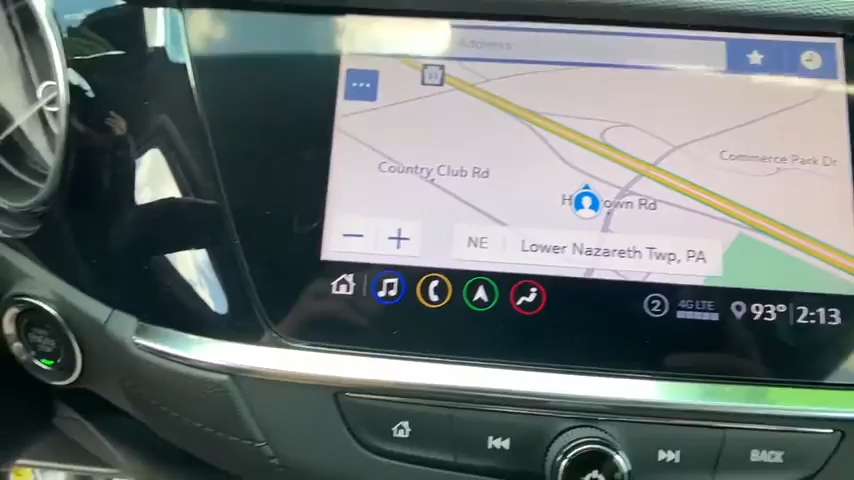 Address
33
Commerce Park Dr
Country Club Rd
own Rd
NE
Lower Nazareth Twp, PA
2
4G LTE
93°
2:13
BACK